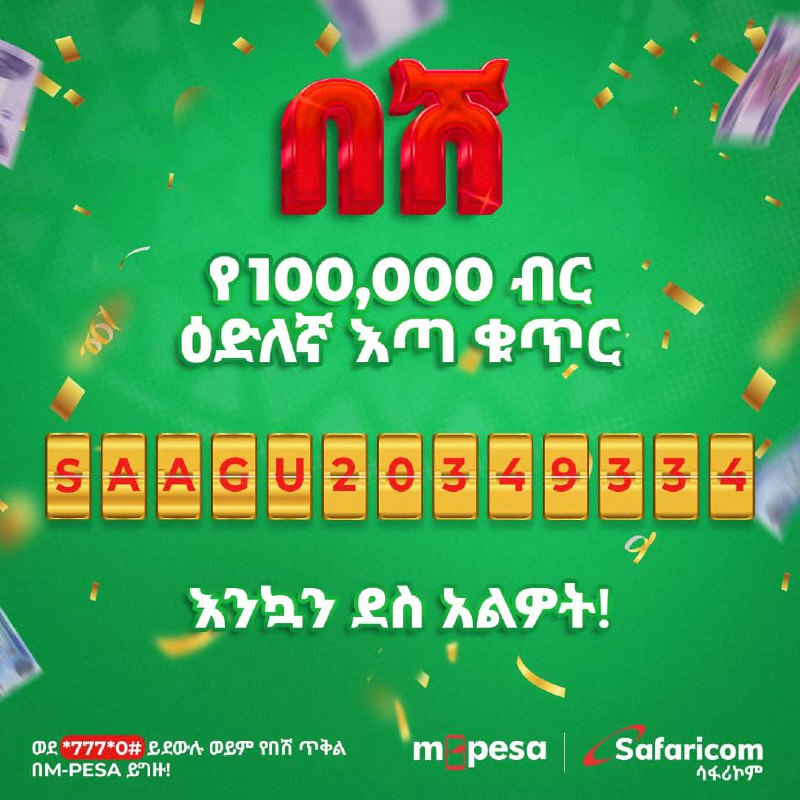 በሽ
የ100,000 ብር
ዕድለኛ እጣ ቁጥር
SAAGU20349334
እንኳን ደስ አልዎት!
ወደ *777*0# ይደውሉ ወይም የበሽ ጥቅል
በM-PESA ይግዙ!
m-pesa
Safaricom
ሳፋሪኮም